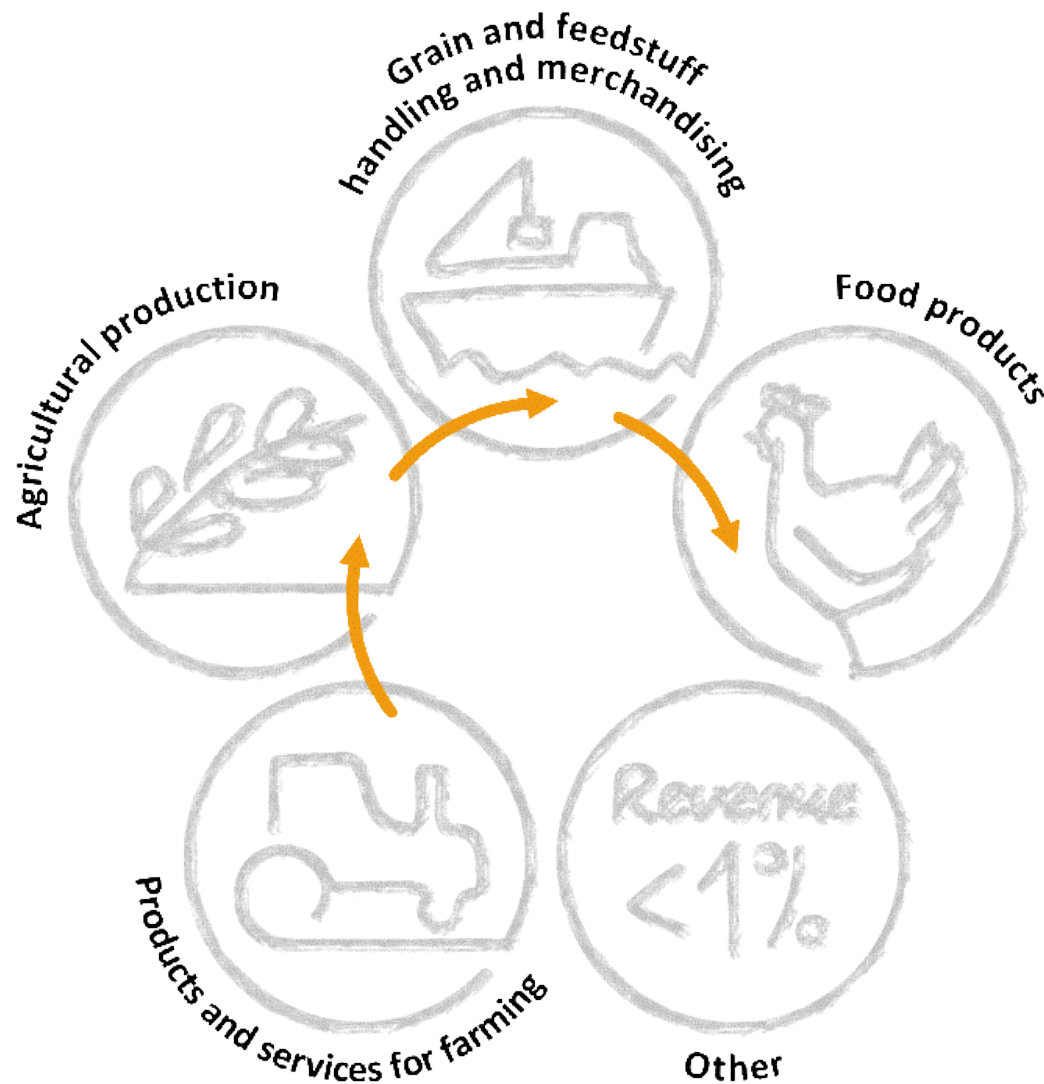 Grain and feedstuff
handling and merchandising
Agricultural production
Food products
Products and services for farming
Revenue
<1%
Other